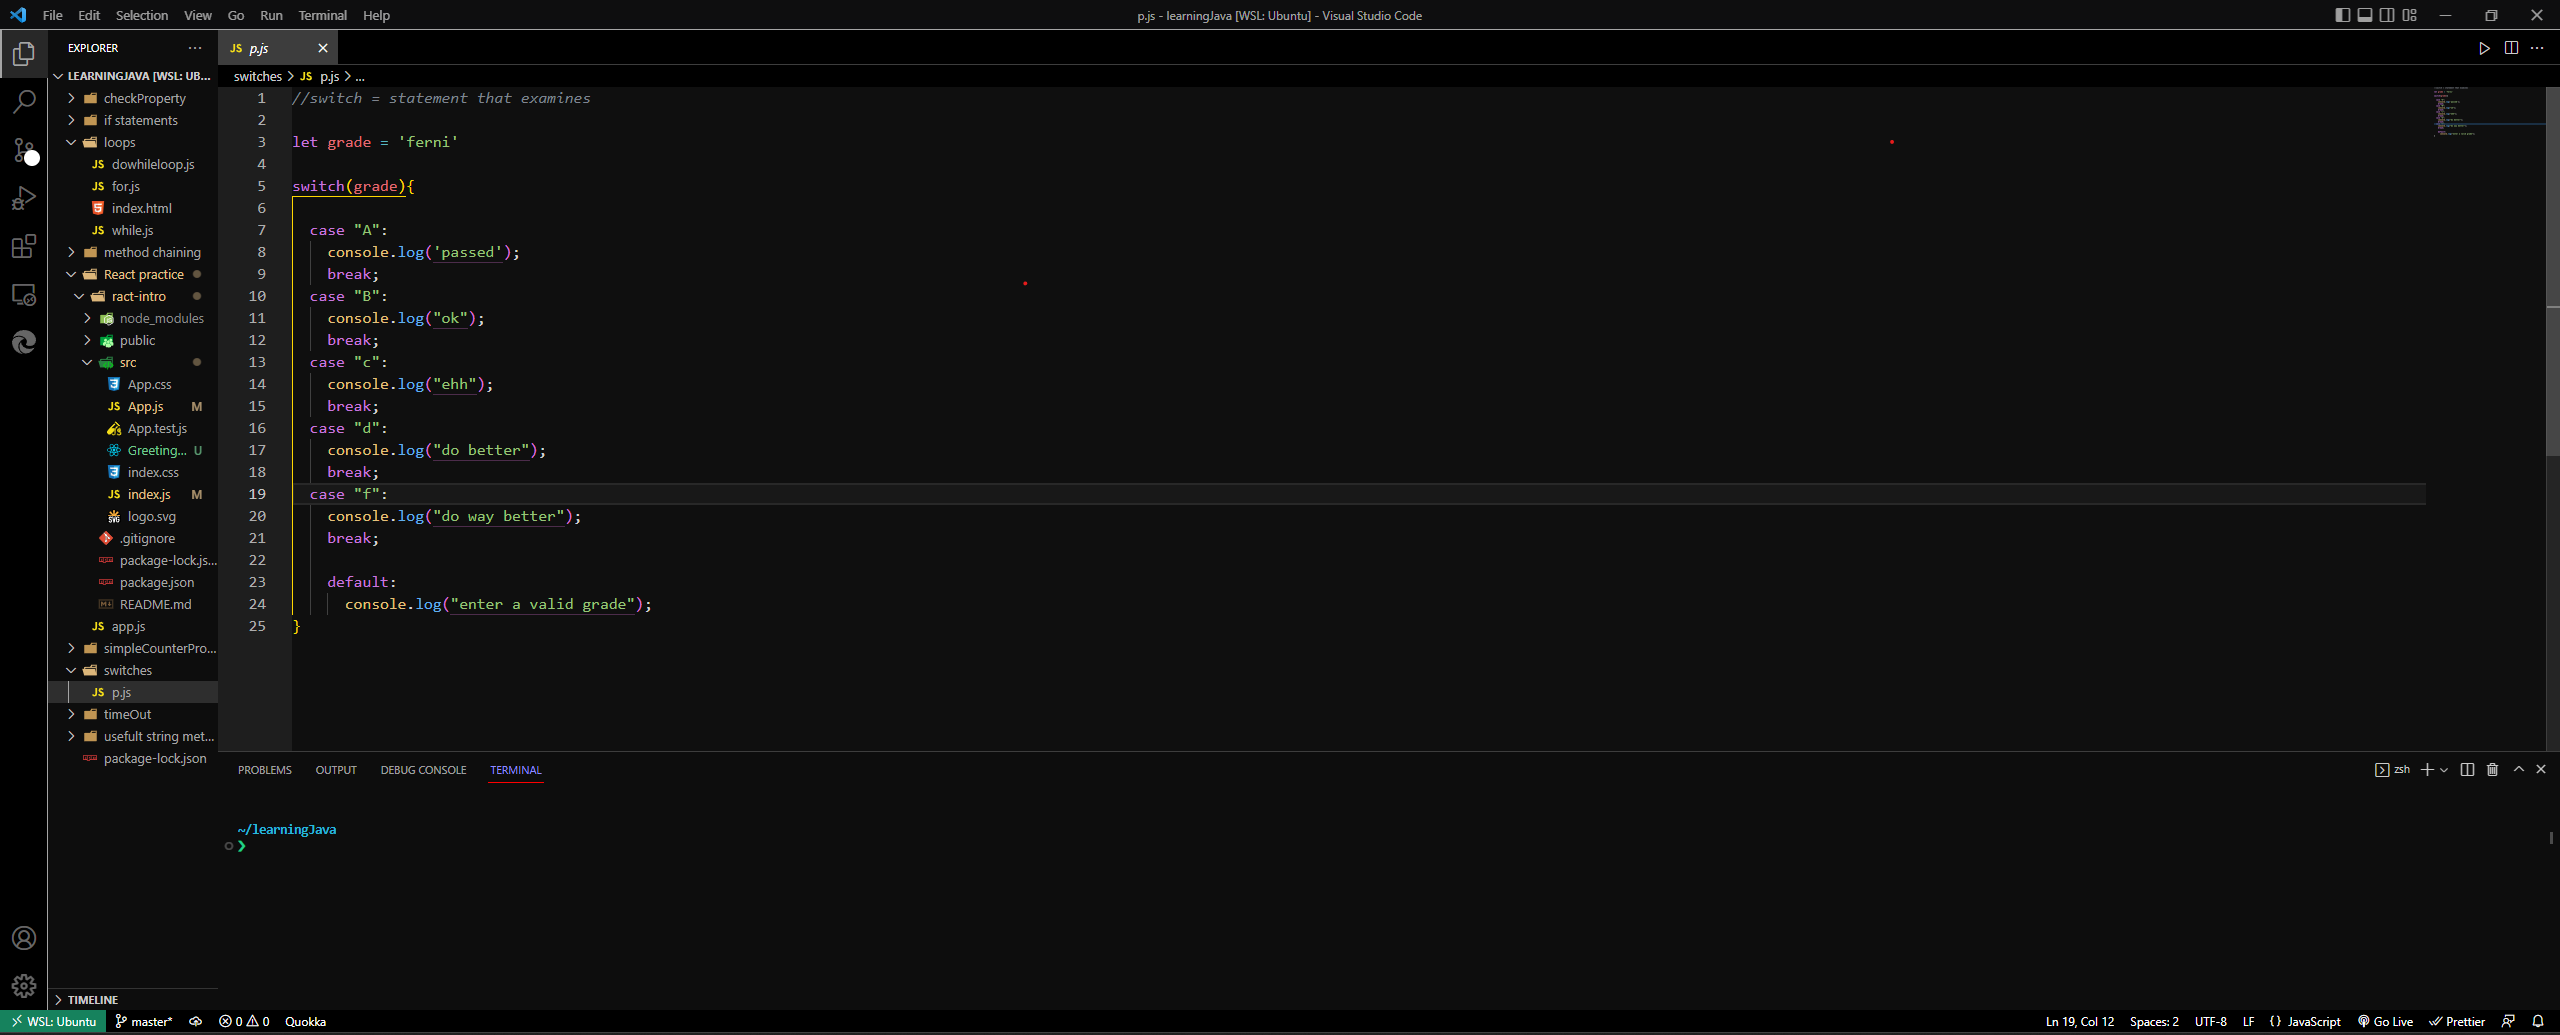 File Edit Selection View Go Run Terminal Help
p.js - learningJava [WSL: Ubuntu] - Visual Studio Code
EXPLORER
LEARNINGJAVA [WSL: UB...
checkProperty
if statements
loops
JS dowhileloop.js
JS for.js
index.html
JS while.js
method chaining
React practice
ract-intro
node_modules
public
src
App.css
JS App.js M
App.test.js
Greeting... U
index.css
JS index.js M
logo.svg
.gitignore
package-lock.js...
package.json
README.md
JS app.js
simpleCounterPro...
switches
JS p.js
timeOut
usefult string met...
package-lock.json
TIMELINE
JS p.js
switches > JS p.js > ...
1 //switch = statement that examines
2
3 let grade = 'ferni'
4
5 switch(grade){
6
7 case "A":
8 console.log('passed');
9 break;
10 case "B":
11 console.log("ok");
12 break;
13 case "c":
14 console.log("ehh");
15 break;
16 case "d":
17 console.log("do better");
18 break;
19 case "f":
20 console.log("do way better");
21 break;
22
23 default:
24 console.log("enter a valid grade");
25 }
PROBLEMS OUTPUT DEBUG CONSOLE TERMINAL
zsh
~/learningJava
❯
WSL: Ubuntu master* 0 0 Quokka
Ln 19, Col 12 Spaces: 2 UTF-8 LF {} JavaScript Go Live Prettier